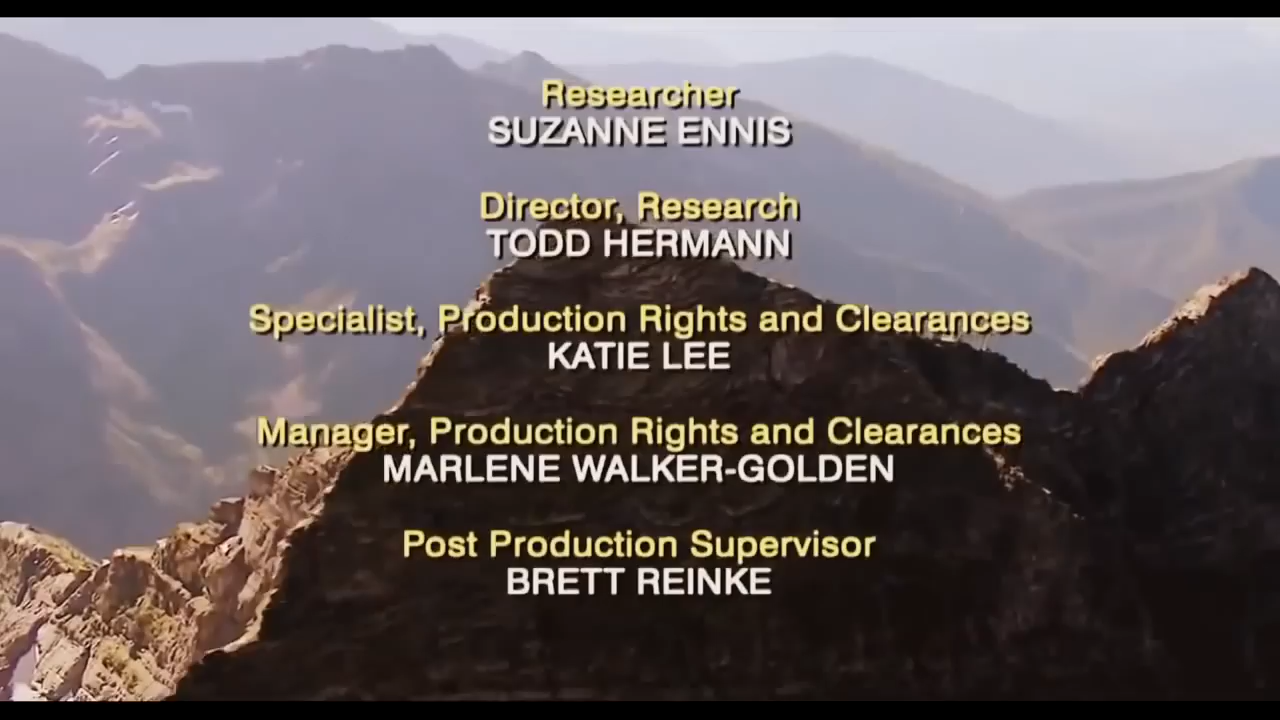 Researcher
SUZANNE ENNIS
Director, Research
TODD HERMANN
Specialist, Production Rights and Clearances
KATIE LEE
Manager, Production Rights and Clearances
MARLENE WALKER-GOLDEN
Post Production Supervisor
BRETT REINKE